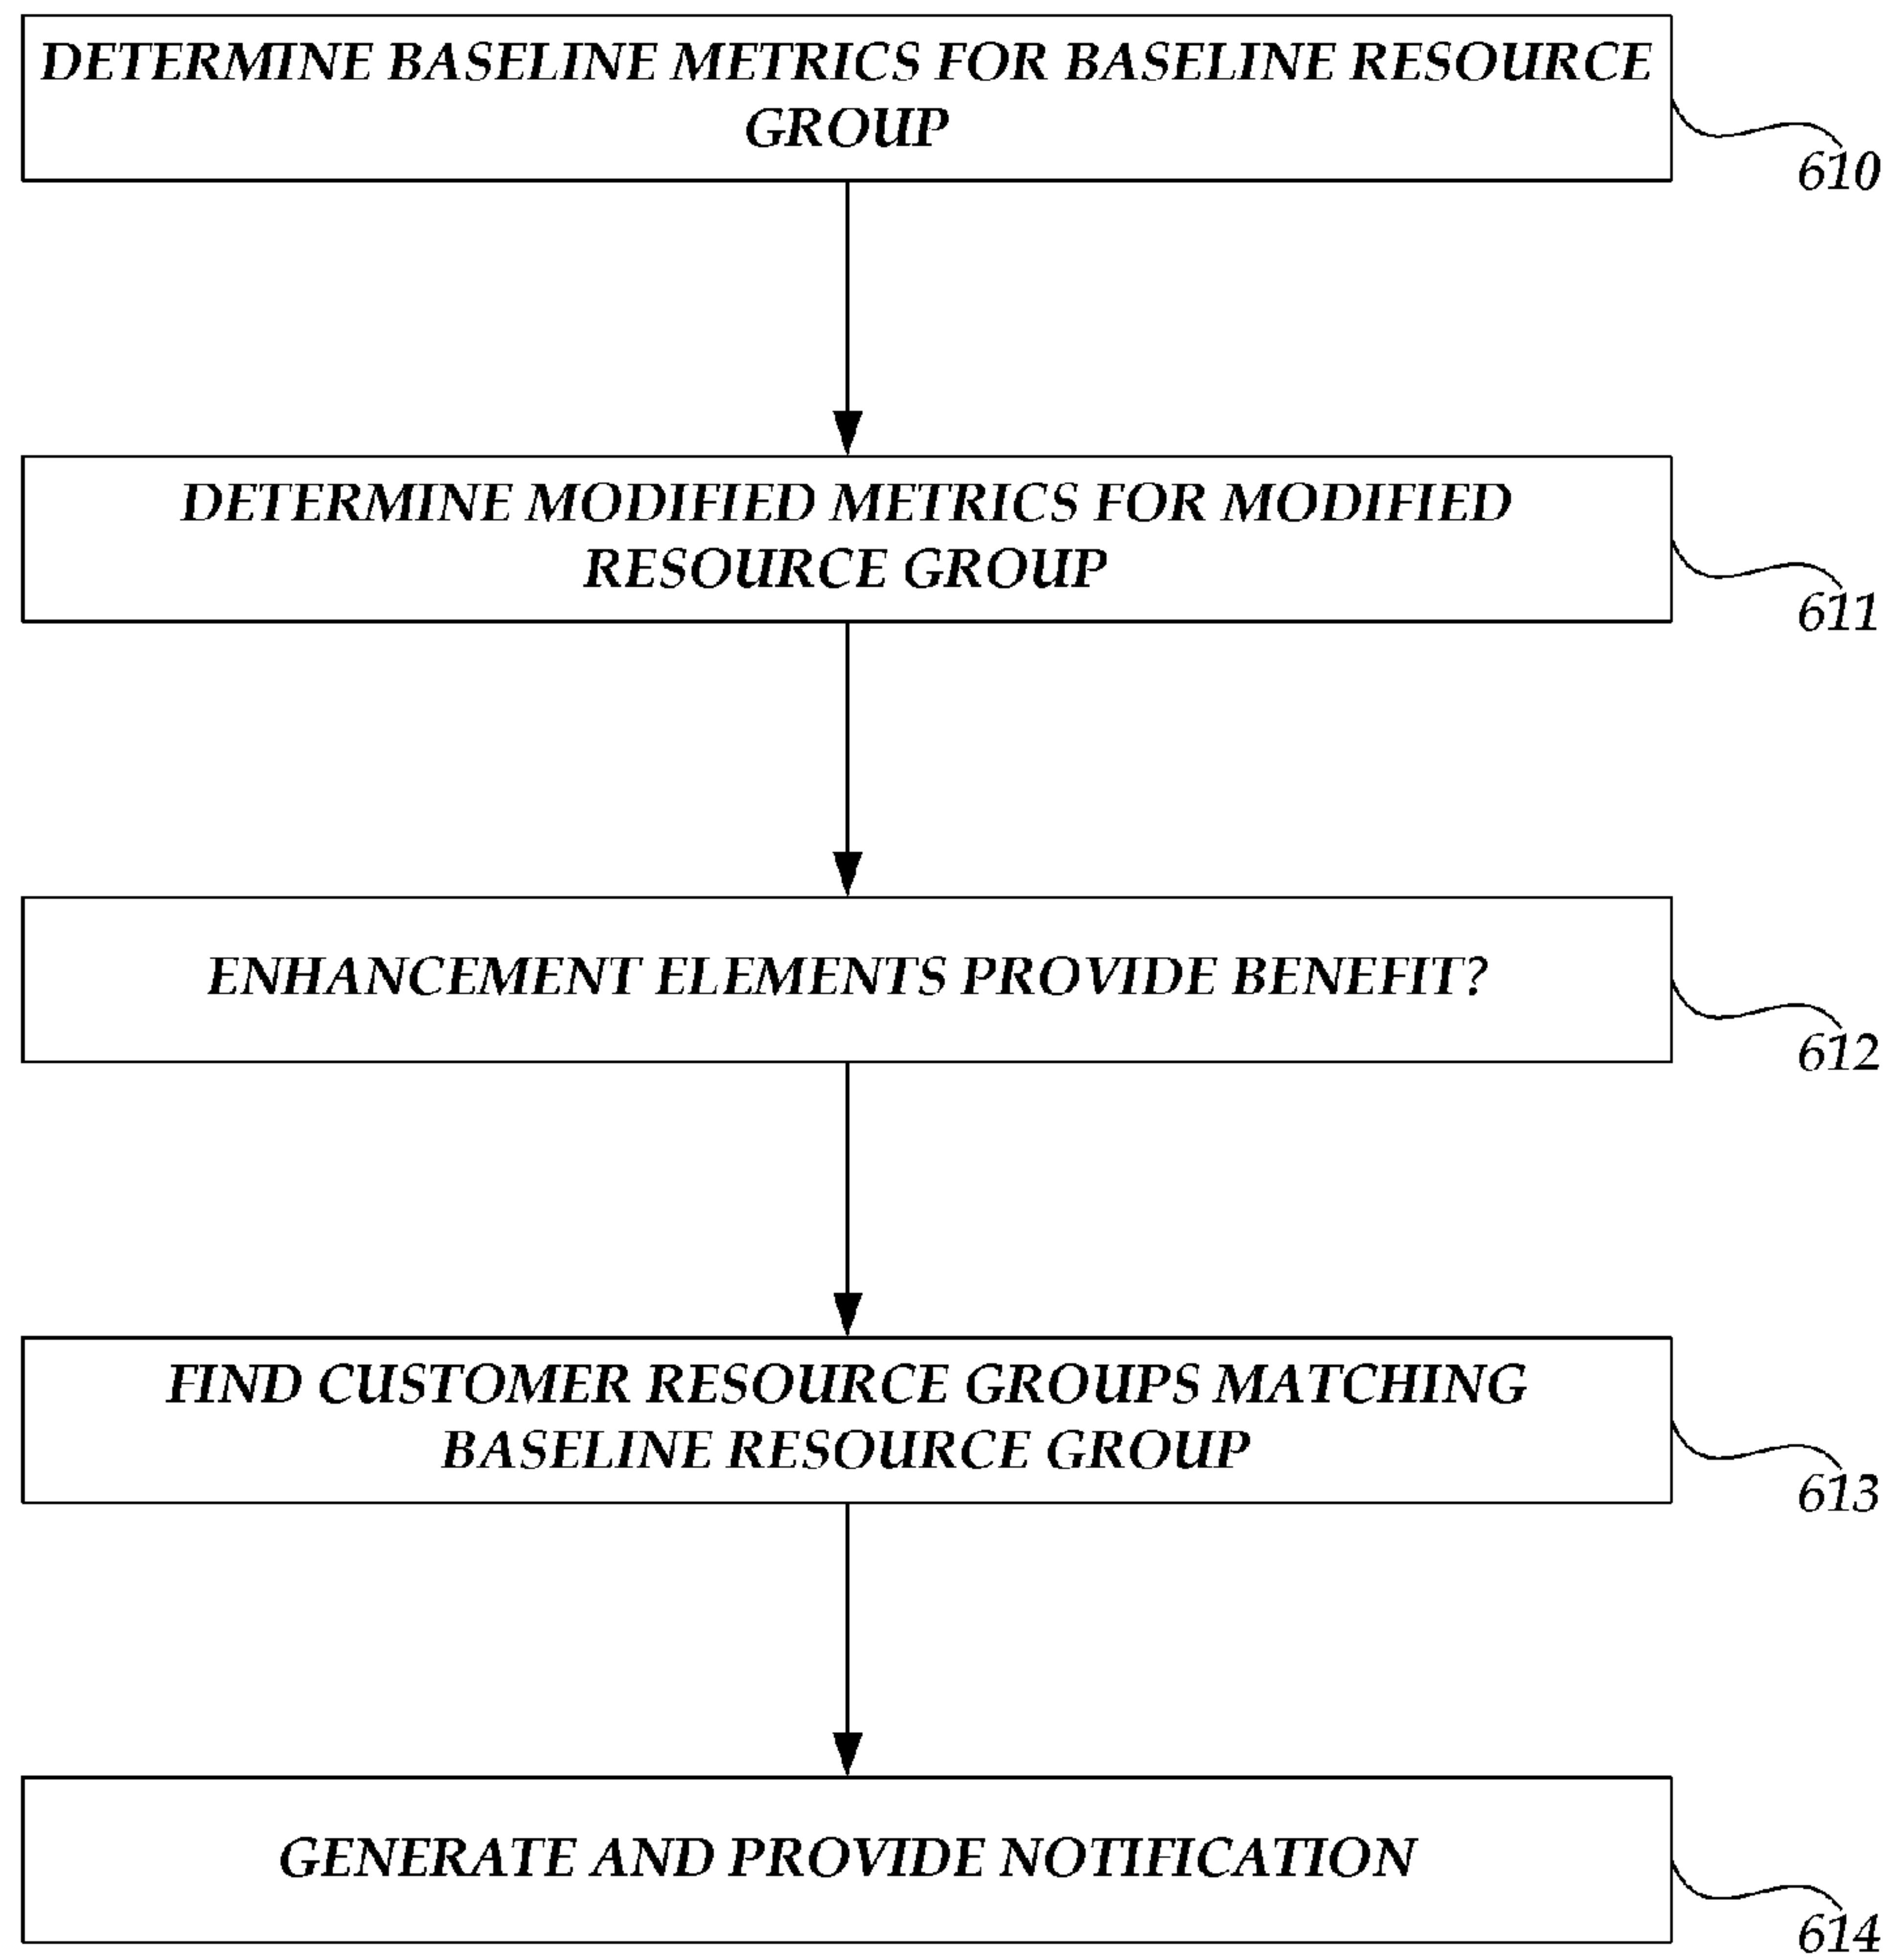 DETERMINE BASELINE METRICS FOR BASELINE RESOURCE
GROUP
610
DETERMINE MODIFIED METRICS FOR MODIFIED
RESOURCE GROUP
611
ENHANCEMENT ELEMENTS PROVIDE BENEFIT?
612
FIND CUSTOMER RESOURCE GROUPS MATCHING
BASELINE RESOURCE GROUP
613
GENERATE AND PROVIDE NOTIFICATION
614